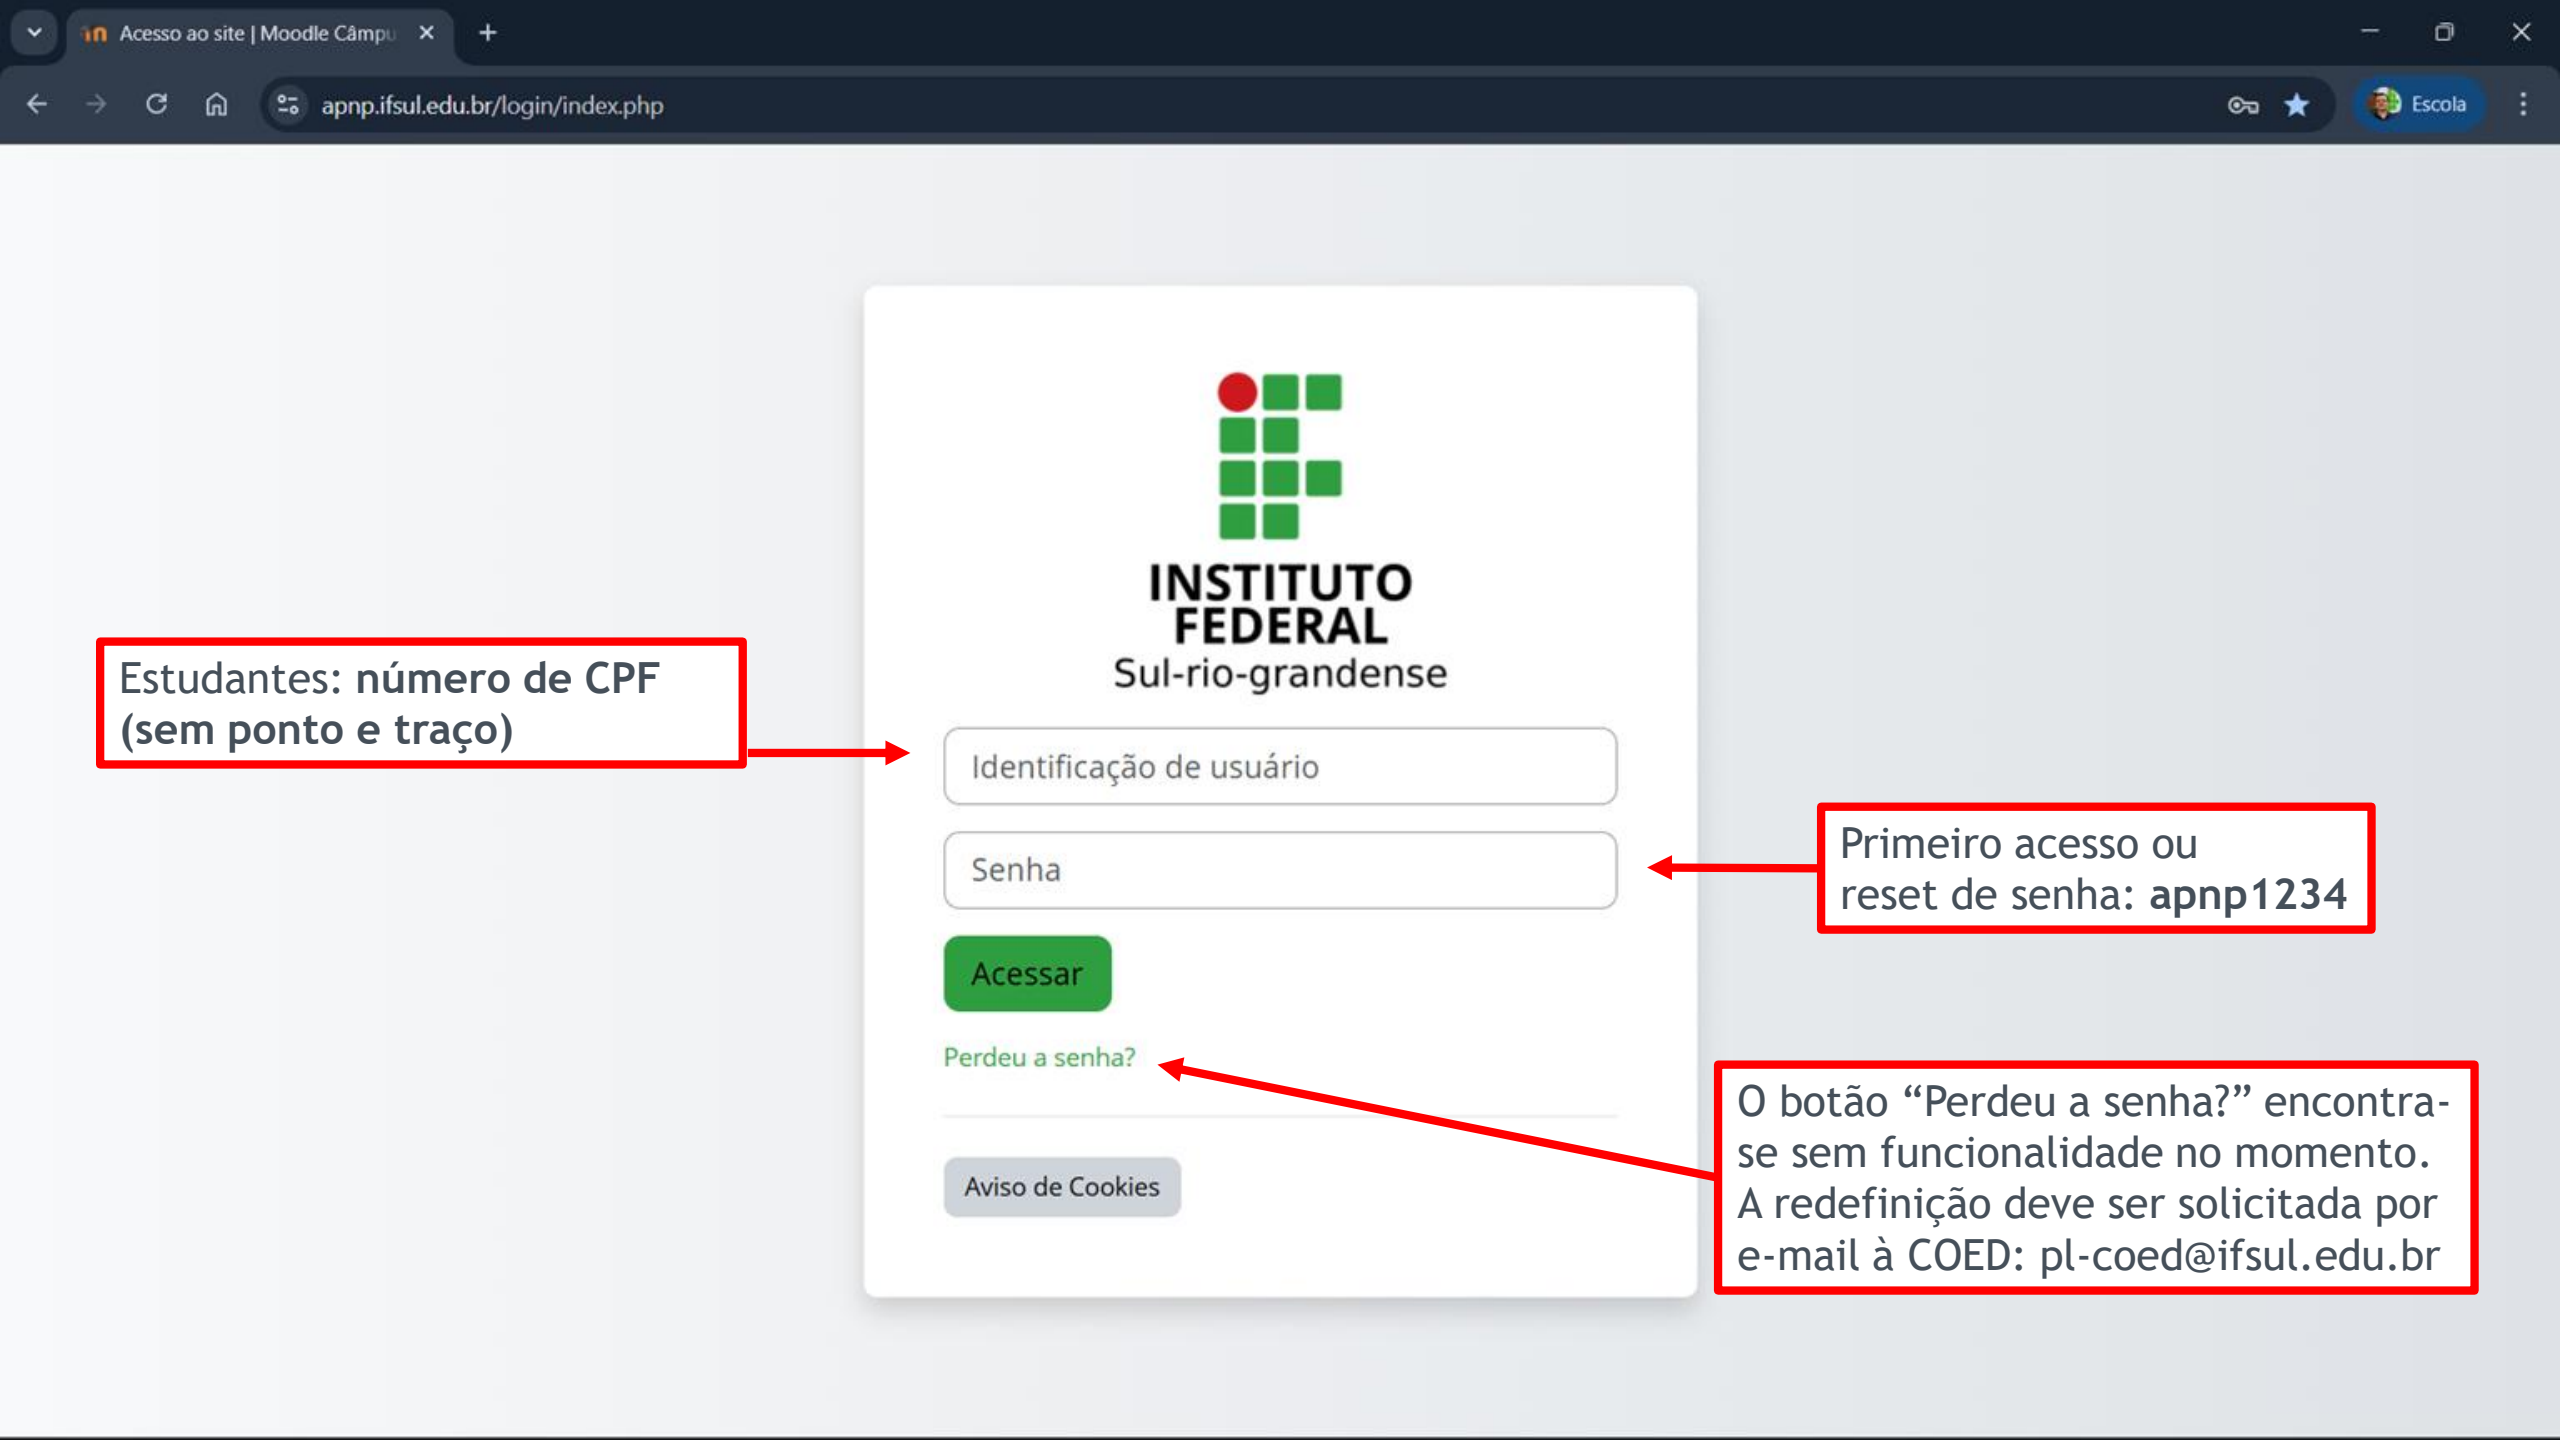 Acesso ao site | Moodle Câmpu
apnp.ifsul.edu.br/login/index.php
Escola
INSTITUTO
FEDERAL
Sul-rio-grandense
Estudantes: número de CPF
(sem ponto e traço)
Identificação de usuário
Senha
Primeiro acesso ou
reset de senha: apnp1234
Acessar
Perdeu a senha?
O botão “Perdeu a senha?” encontra-
se sem funcionalidade no momento.
A redefinição deve ser solicitada por
e-mail à COED: pl-coed@ifsul.edu.br
Aviso de Cookies